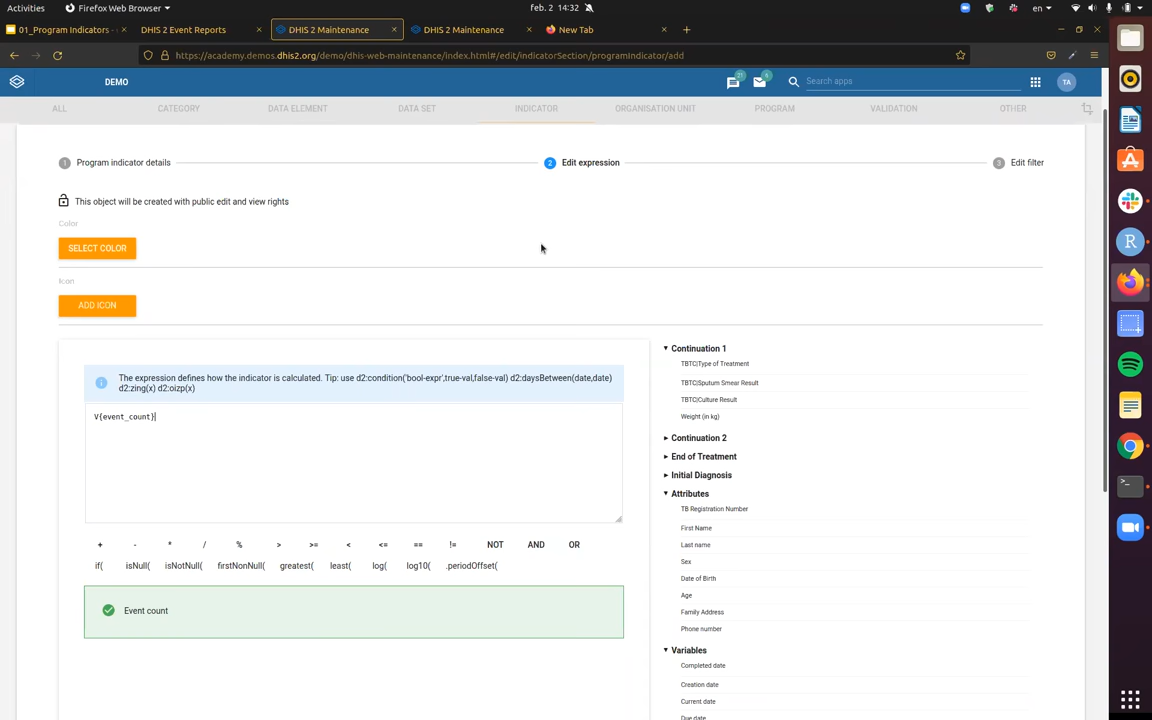 Activities Firefox Web Browser feb. 2 14:32 en
01_Program Indicators - DHIS 2 Event Reports DHIS 2 Maintenance DHIS 2 Maintenance New Tab
https://academy.demos.dhis2.org/demo/dhis-web-maintenance/index.html#/edit/indicatorSection/programIndicator/add
DEMO Search apps TA
ALL CATEGORY DATA ELEMENT DATA SET INDICATOR ORGANISATION UNIT PROGRAM VALIDATION OTHER
1 Program indicator details 2 Edit expression 3 Edit filter
This object will be created with public edit and view rights
Color
SELECT COLOR
Icon
ADD ICON
The expression defines how the indicator is calculated. Tip: use d2:condition('bool-expr',true-val,false-val) d2:daysBetween(date,date)
d2:zing(x) d2:oizp(x)
V{event_count}
+ - * / % > >= < <= == != NOT AND OR
if( isNull( isNotNull( firstNonNull( greatest( least( log( log10( .periodOffset(
Event count
Continuation 1
TBTC|Type of Treatment
TBTC|Sputum Smear Result
TBTC|Culture Result
Weight (in kg)
Continuation 2
End of Treatment
Initial Diagnosis
Attributes
TB Registration Number
First Name
Last name
Sex
Date of Birth
Age
Family Address
Phone number
Variables
Completed date
Creation date
Current date
Due date